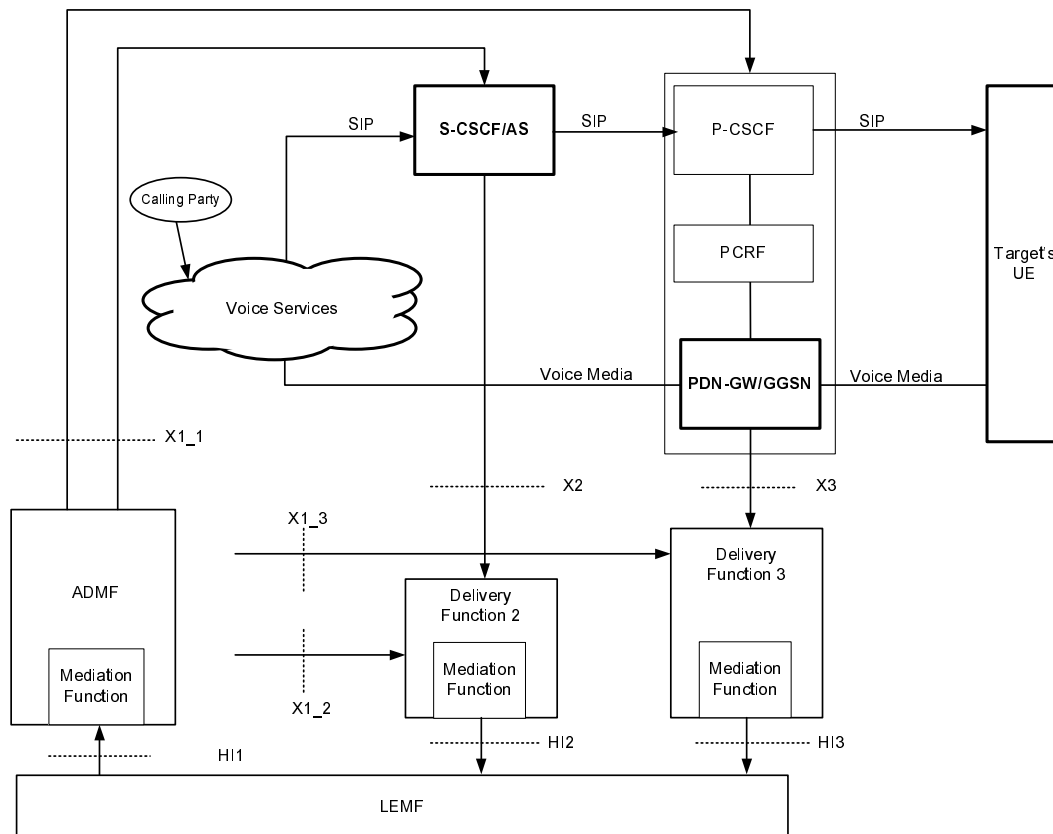 SIP
S-CSCF/AS
SIP
P-CSCF
SIP
Calling Party
PCRF
Target's
UE
Voice Services
Voice Media
PDN-GW/GGSN
Voice Media
X1_1
X2
X3
X1_3
ADMF
Delivery
Function 3
Delivery
Function 2
Mediation
Function
Mediation
Function
Mediation
Function
X1_2
HI1
HI2
HI3
LEMF